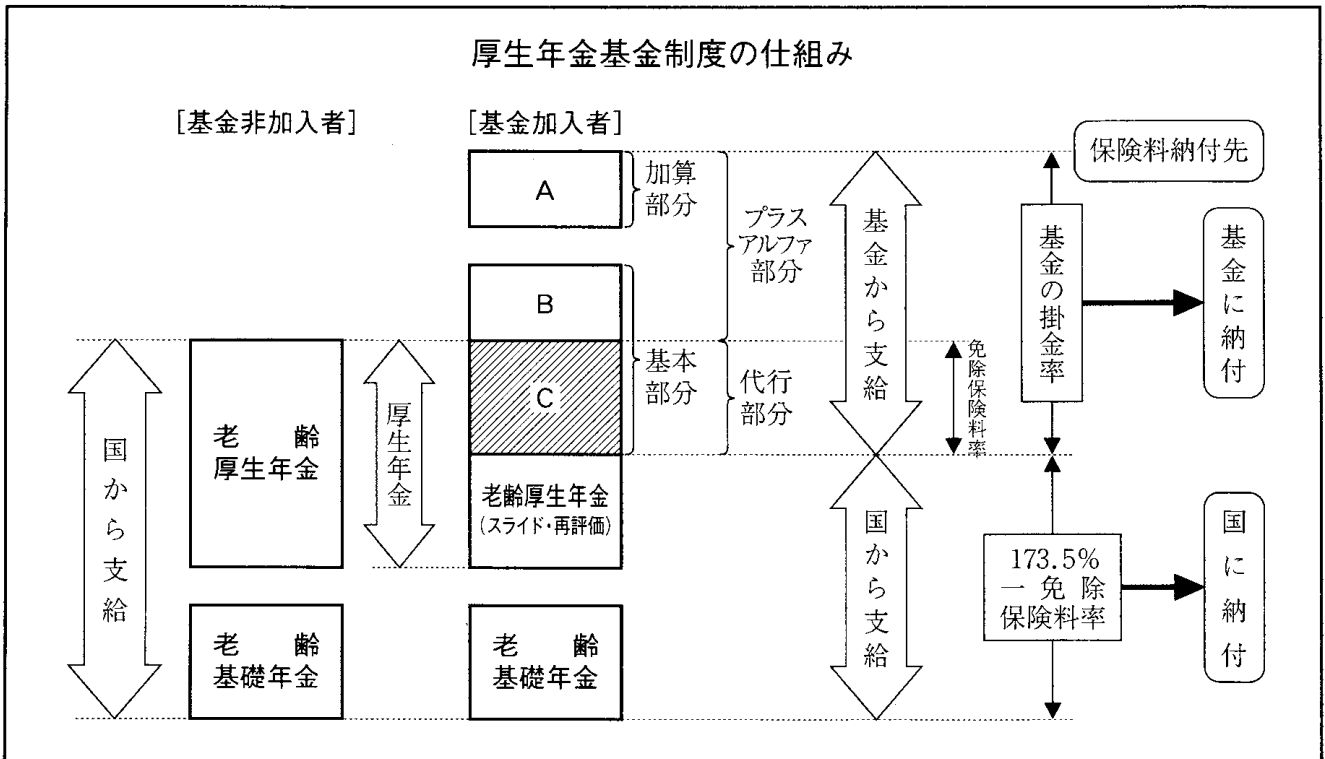 厚生年金基金制度の仕組み
[基金非加入者]
[基金加入者]
保険料納付先
A
加算
部分
B
プラス
アルファ
部分
C
基本
部分
代行
部分
基金から支給
免除保険料率
基金の掛金率
基金に納付
国から支給
老齢
厚生年金
厚生年金
老齢厚生年金
(スライド・再評価)
国から支給
173.5%
－免除
保険料率
国に納付
老齢
基礎年金
老齢
基礎年金